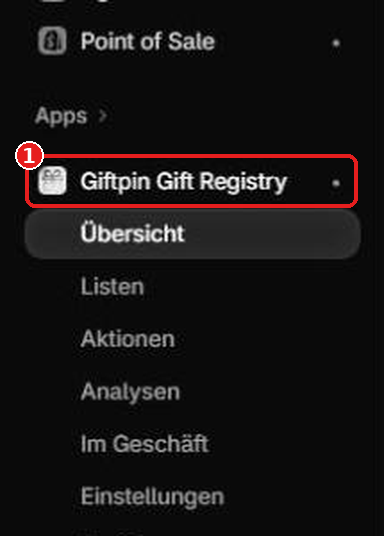 Point of Sale
Apps
1
Giftpin Gift Registry
Übersicht
Listen
Aktionen
Analysen
Im Geschäft
Einstellungen